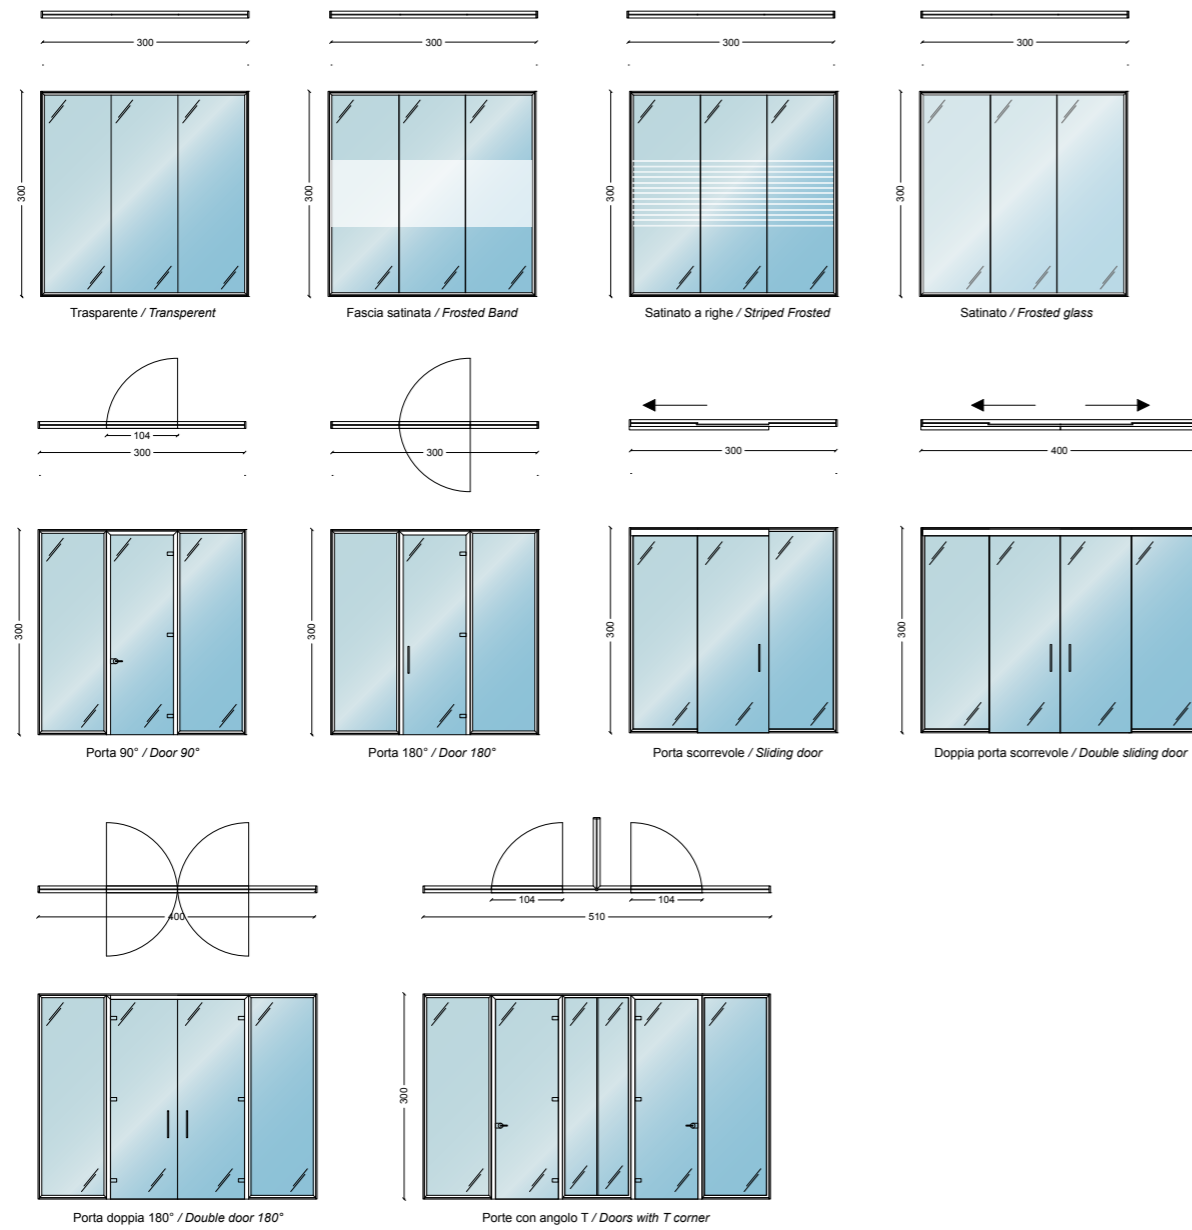 300 300 300 300
300 300 300 300
Trasparente / Transperent
Fascia satinata / Frosted Band
Satinato a righe / Striped Frosted
Satinato / Frosted glass
104
300 300 300 400
300 300 300 300
Porta 90° / Door 90°
Porta 180° / Door 180°
Porta scorrevole / Sliding door
Doppia porta scorrevole / Double sliding door
104 104
400 510
300
Porta doppia 180° / Double door 180°
Porte con angolo T / Doors with T corner